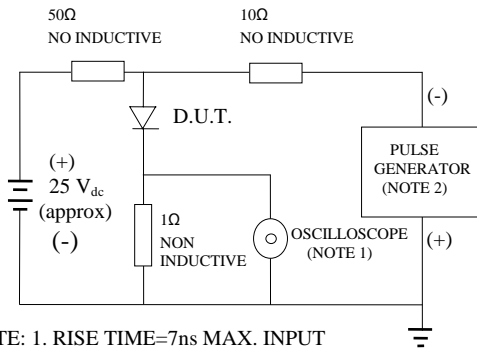 50Ω
NO INDUCTIVE
10Ω
NO INDUCTIVE
(-)
D.U.T.
PULSE
GENERATOR
(NOTE 2)
(+)
25 Vdc
(approx)
(-)
1Ω
NON
INDUCTIVE
OSCILLOSCOPE
(NOTE 1)
(+)
TE: 1. RISE TIME=7ns MAX. INPUT